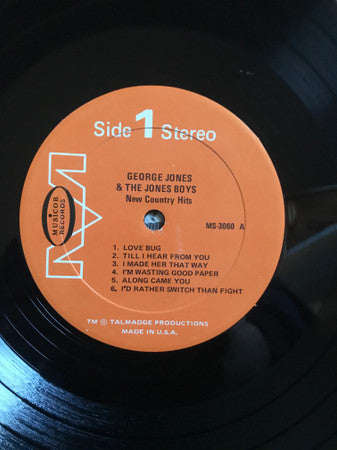 Side 1 Stereo
GEORGE JONES
& THE JONES BOYS
New Country Hits
MS-3060 A
MUSICOR
RECORDS
1. LOVE BUG
2. TILL I HEAR FROM YOU
3. I MADE HER THAT WAY
4. I'M WASTING GOOD PAPER
5. ALONG CAME YOU
6. I'D RATHER SWITCH THAN FIGHT
TM ℗ TALMADGE PRODUCTIONS
MADE IN U.S.A.